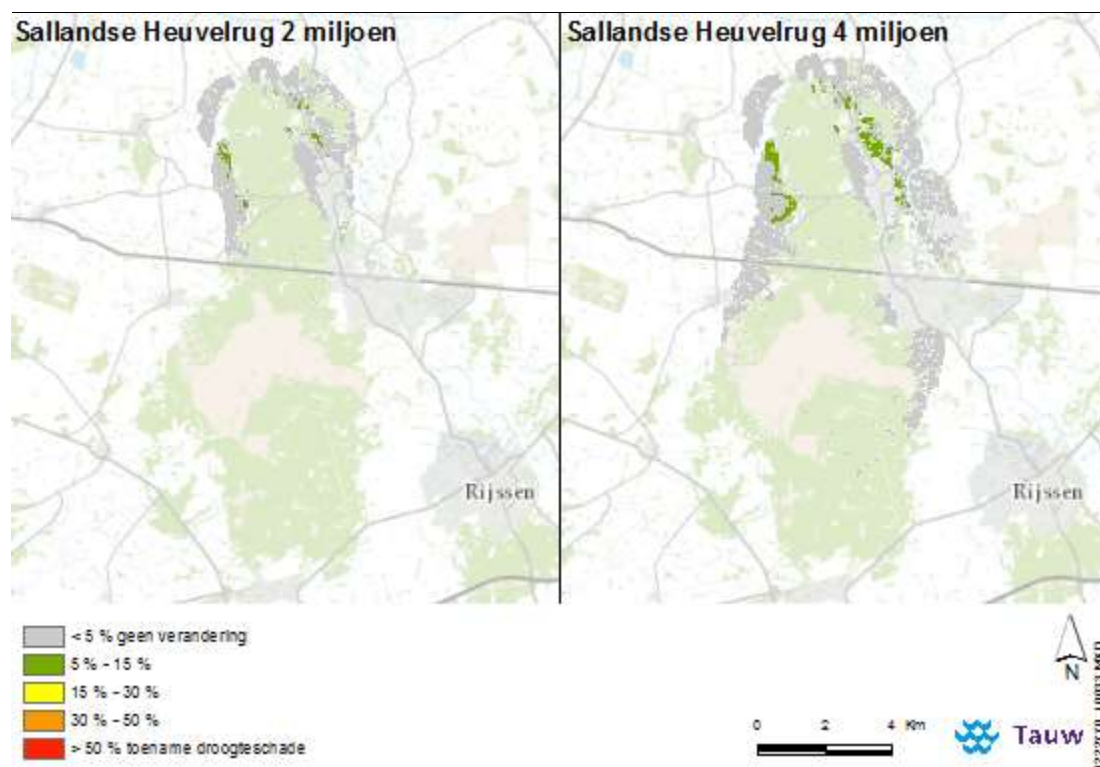 Sallandse Heuvelrug 2 miljoen
Sallandse Heuvelrug 4 miljoen
Rijssen
Rijssen
< 5 % geen verandering
5 % - 15 %
15 % - 30 %
30 % - 50 %
> 50 % toename droogteschade
N
0 2 4 Km
Tauw